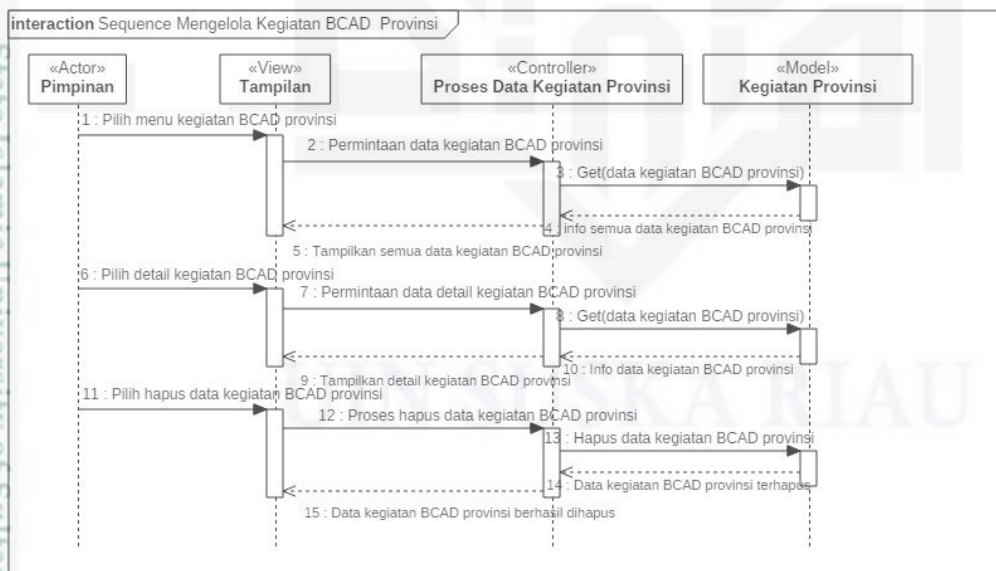 interaction Sequence Mengelola Kegiatan BCAD Provinsi
«Actor»
Pimpinan
«View»
Tampilan
«Controller»
Proses Data Kegiatan Provinsi
«Model»
Kegiatan Provinsi
1 : Pilih menu kegiatan BCAD provinsi
2 : Permintaan data kegiatan BCAD provinsi
3 : Get(data kegiatan BCAD provinsi)
4 : info semua data kegiatan BCAD provinsi
5 : Tampilkan semua data kegiatan BCAD provinsi
6 : Pilih detail kegiatan BCAD provinsi
7 : Permintaan data detail kegiatan BCAD provinsi
8 : Get(data kegiatan BCAD provinsi)
10 : Info data kegiatan BCAD provinsi
9 : Tampilkan detail kegiatan BCAD provinsi
11 : Pilih hapus data kegiatan BCAD provinsi
12 : Proses hapus data kegiatan BCAD provinsi
13 : Hapus data kegiatan BCAD provinsi
14 : Data kegiatan BCAD provinsi terhapus
15 : Data kegiatan BCAD provinsi berhasil dihapus
UIN SUSKA RIAU